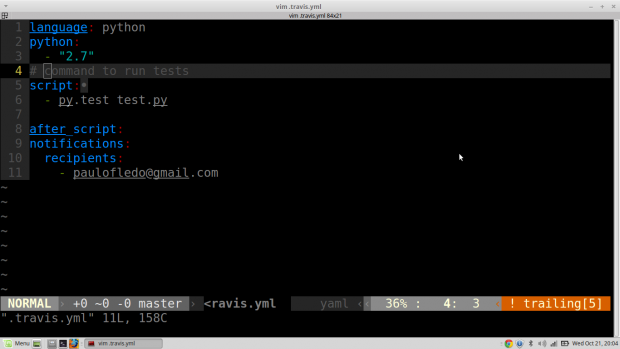 vim .travis.yml
vim .travis.yml 84x21
1 language: python
2 python:
3 - "2.7"
4 # command to run tests
5 script:
6 - py.test test.py
7
8 after_script:
9 notifications:
10 recipients:
11 - paulofledo@gmail.com
~
~
~
~
~
~
~
~
NORMAL +0 ~0 -0 master <ravis.yml yaml 36% : 4: 3 ! trailing[5]
".travis.yml" 11L, 158C
Menu vim .travis.yml Wed Oct 21, 20:04